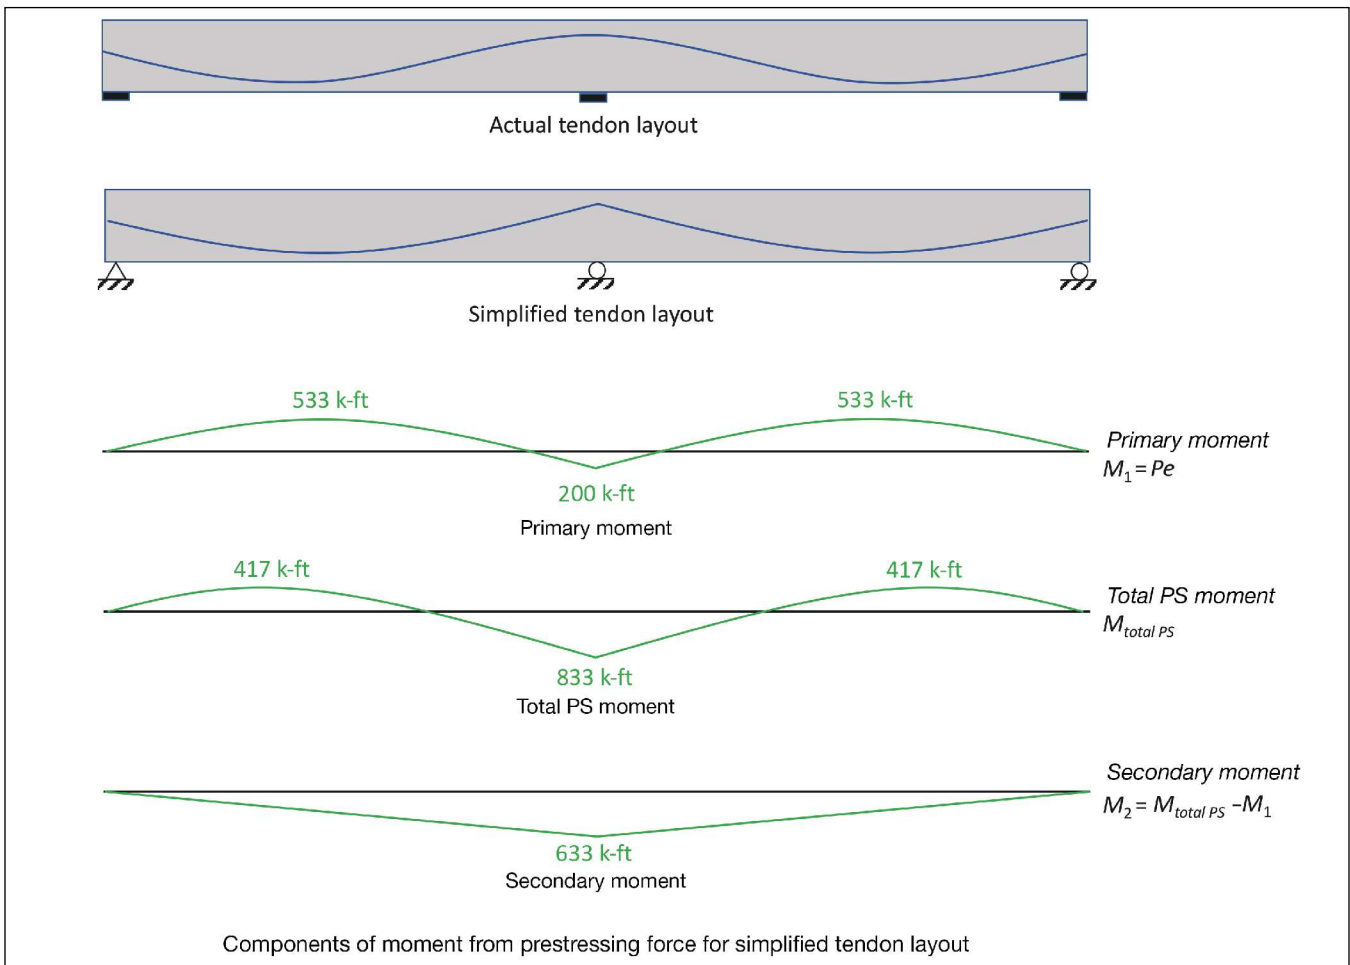 Actual tendon layout
Simplified tendon layout
533 k-ft
533 k-ft
Primary moment
M₁ = Pe
200 k-ft
Primary moment
417 k-ft
417 k-ft
Total PS moment
M total PS
833 k-ft
Total PS moment
Secondary moment
M₂ = M total PS –M₁
633 k-ft
Secondary moment
Components of moment from prestressing force for simplified tendon layout